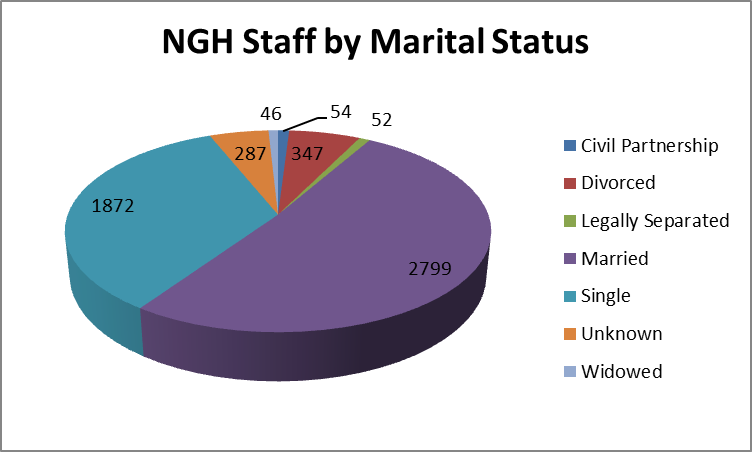 NGH Staff by Marital Status
46
54
52
287
347
1872
2799
Civil Partnership
Divorced
Legally Separated
Married
Single
Unknown
Widowed